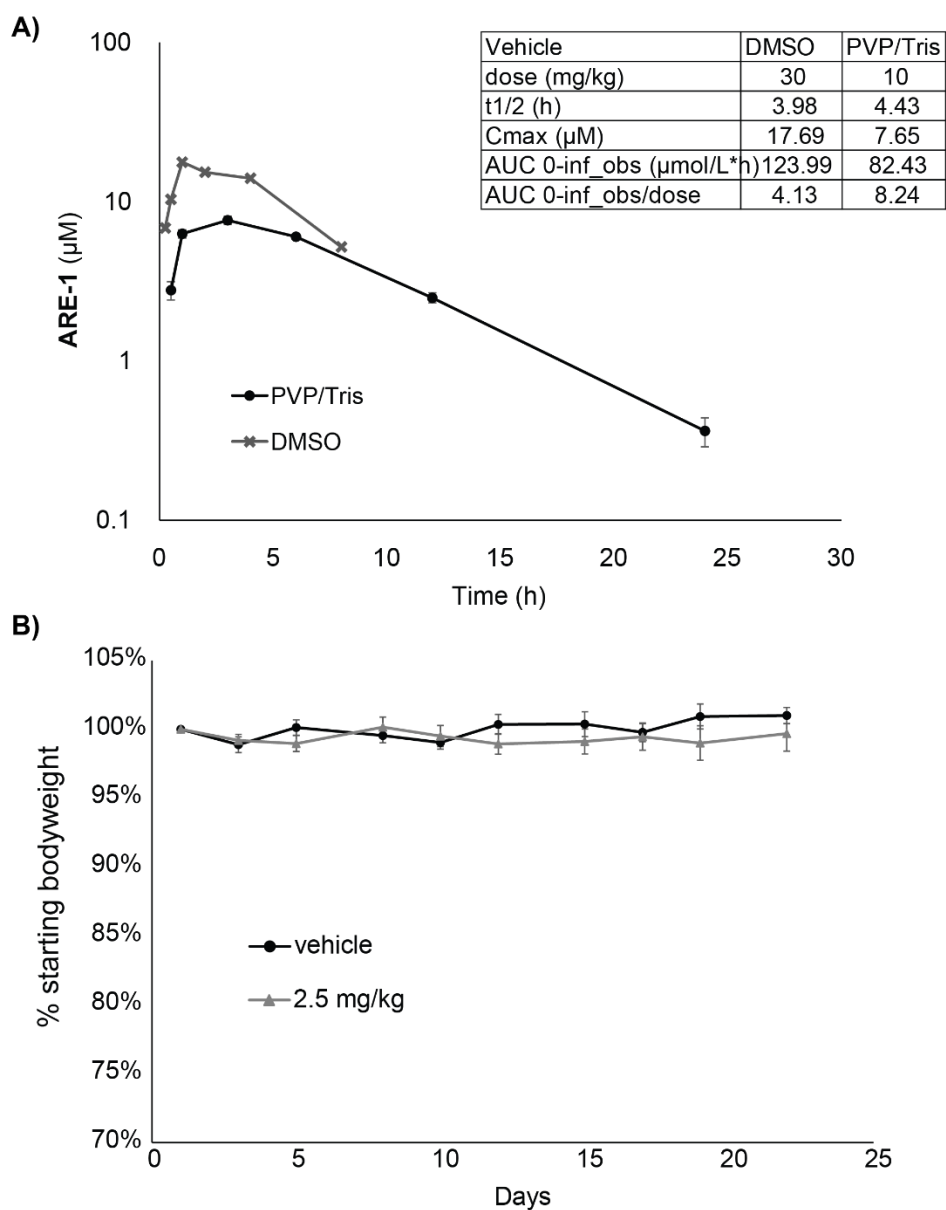 A)
100
10
1
0.1
ARE-1 (µM)
0 5 10 15 20 25 30
Time (h)
PVP/Tris
DMSO
Vehicle DMSO PVP/Tris
dose (mg/kg) 30 10
t1/2 (h) 3.98 4.43
Cmax (µM) 17.69 7.65
AUC 0-inf_obs (µmol/L*h) 123.99 82.43
AUC 0-inf_obs/dose 4.13 8.24
B)
105%
100%
95%
90%
85%
80%
75%
70%
% starting bodyweight
vehicle
2.5 mg/kg
0 5 10 15 20 25
Days